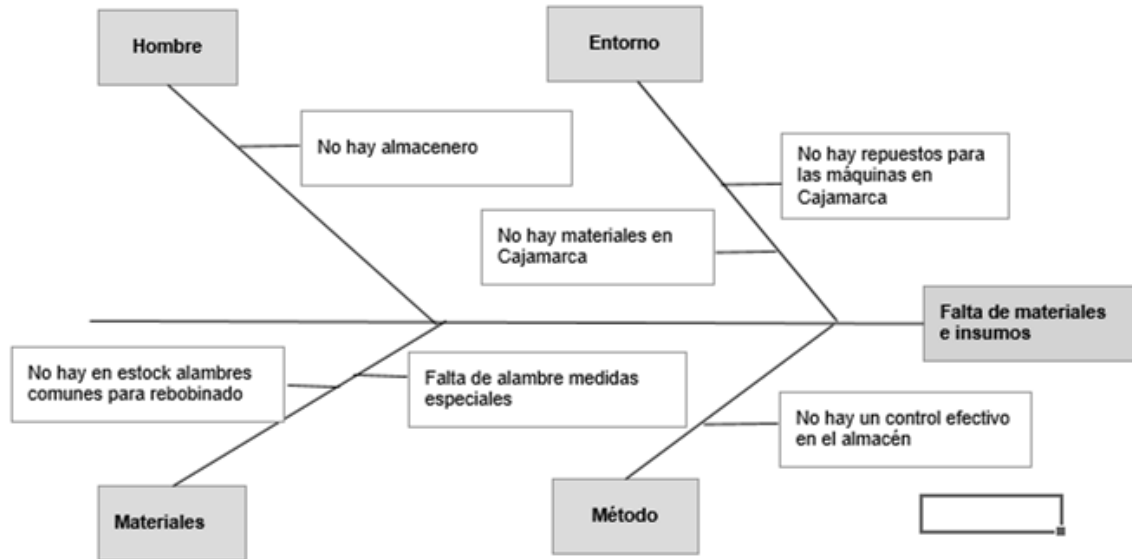 Hombre
Entorno
No hay almacenero
No hay repuestos para
las máquinas en
Cajamarca
No hay materiales en
Cajamarca
Falta de materiales
e insumos
No hay en estock alambres
comunes para rebobinado
Falta de alambre medidas
especiales
No hay un control efectivo
en el almacén
Materiales
Método